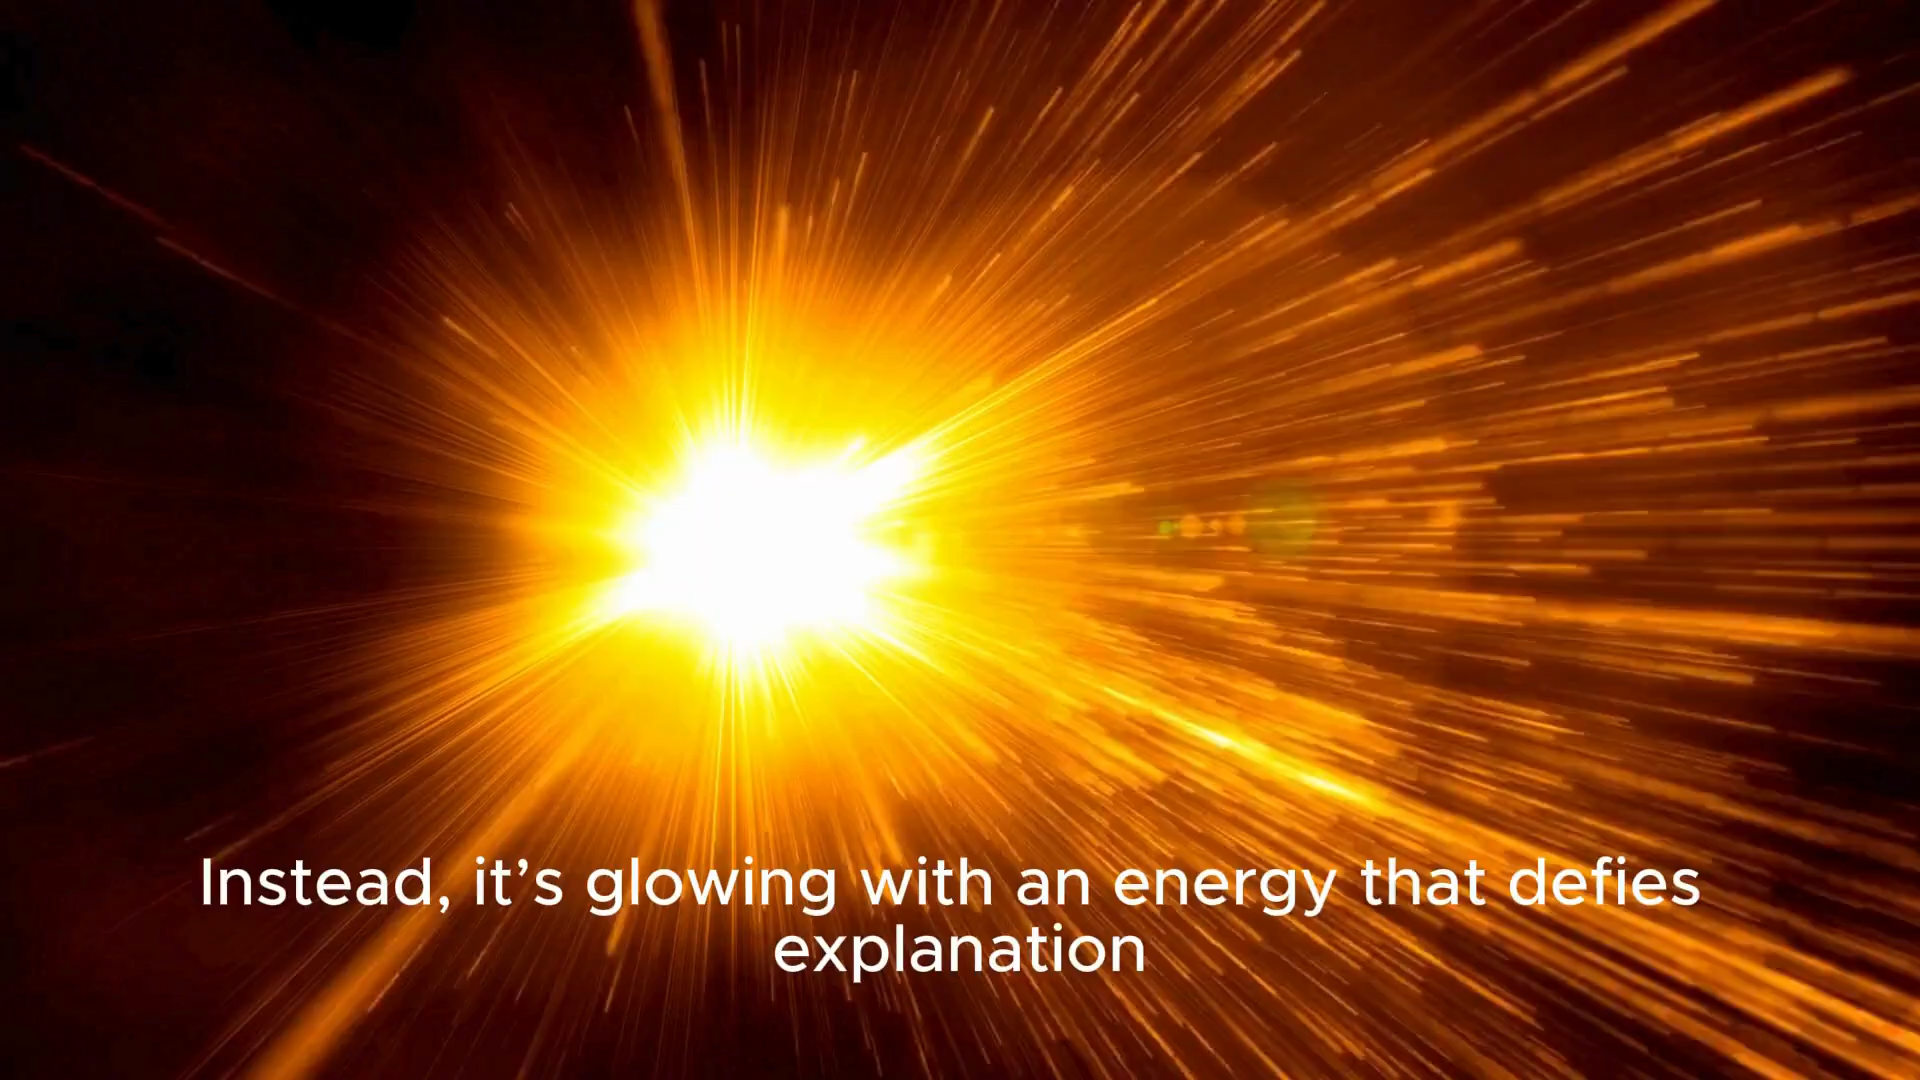 Instead, it’s glowing with an energy that defies
explanation